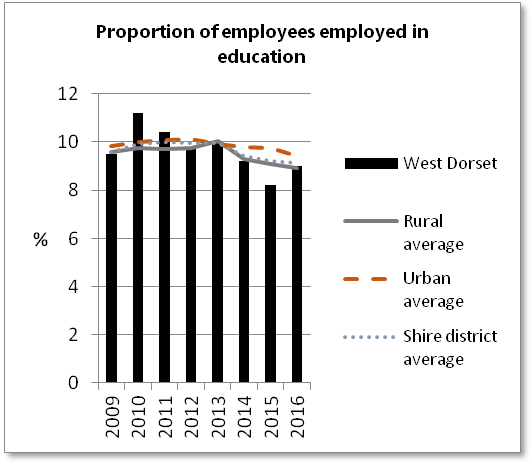 Proportion of employees employed in
education
12
10
8
6
4
2
0
%
2009
2010
2011
2012
2013
2014
2015
2016
West Dorset
Rural
average
Urban
average
Shire district
average